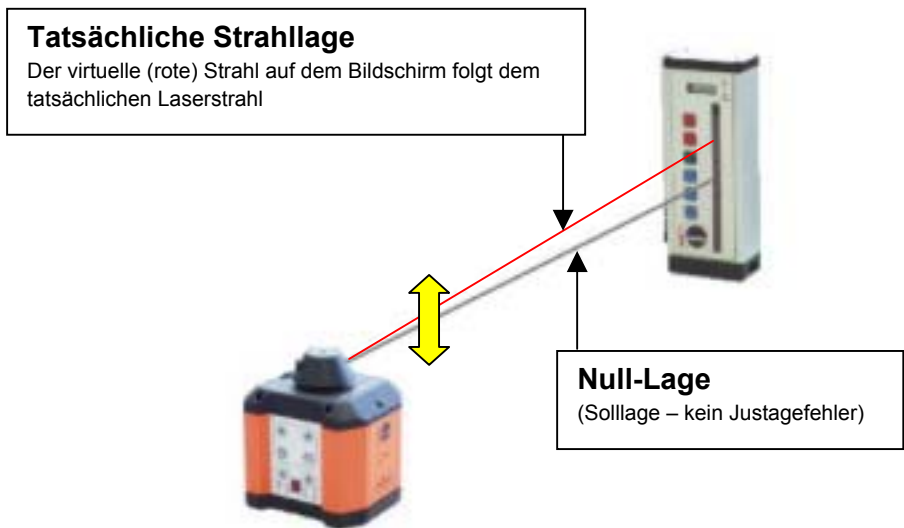 Tatsächliche Strahllage
Der virtuelle (rote) Strahl auf dem Bildschirm folgt dem
tatsächlichen Laserstrahl
Null-Lage
(Solllage – kein Justagefehler)